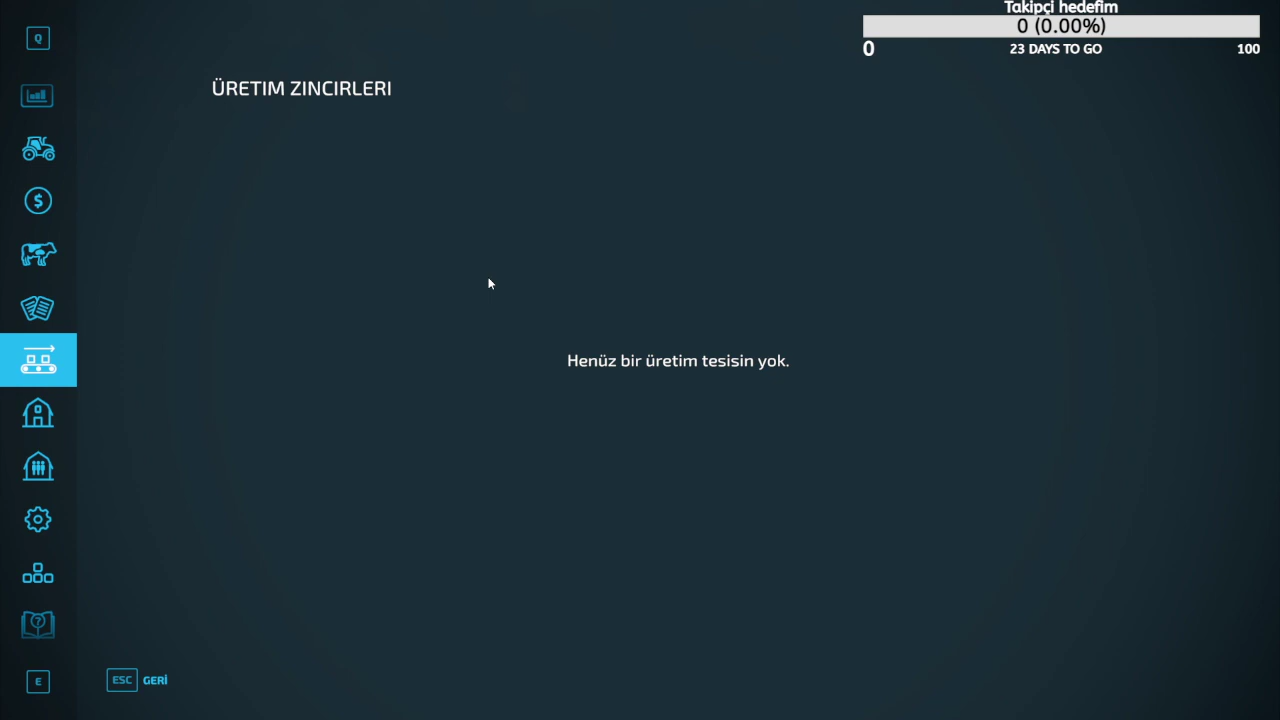 Q
Takipçi hedefim
0 (0.00%)
0 23 DAYS TO GO 100
ÜRETIM ZINCIRLERI
$
Henüz bir üretim tesisin yok.
?
E
ESC GERİ